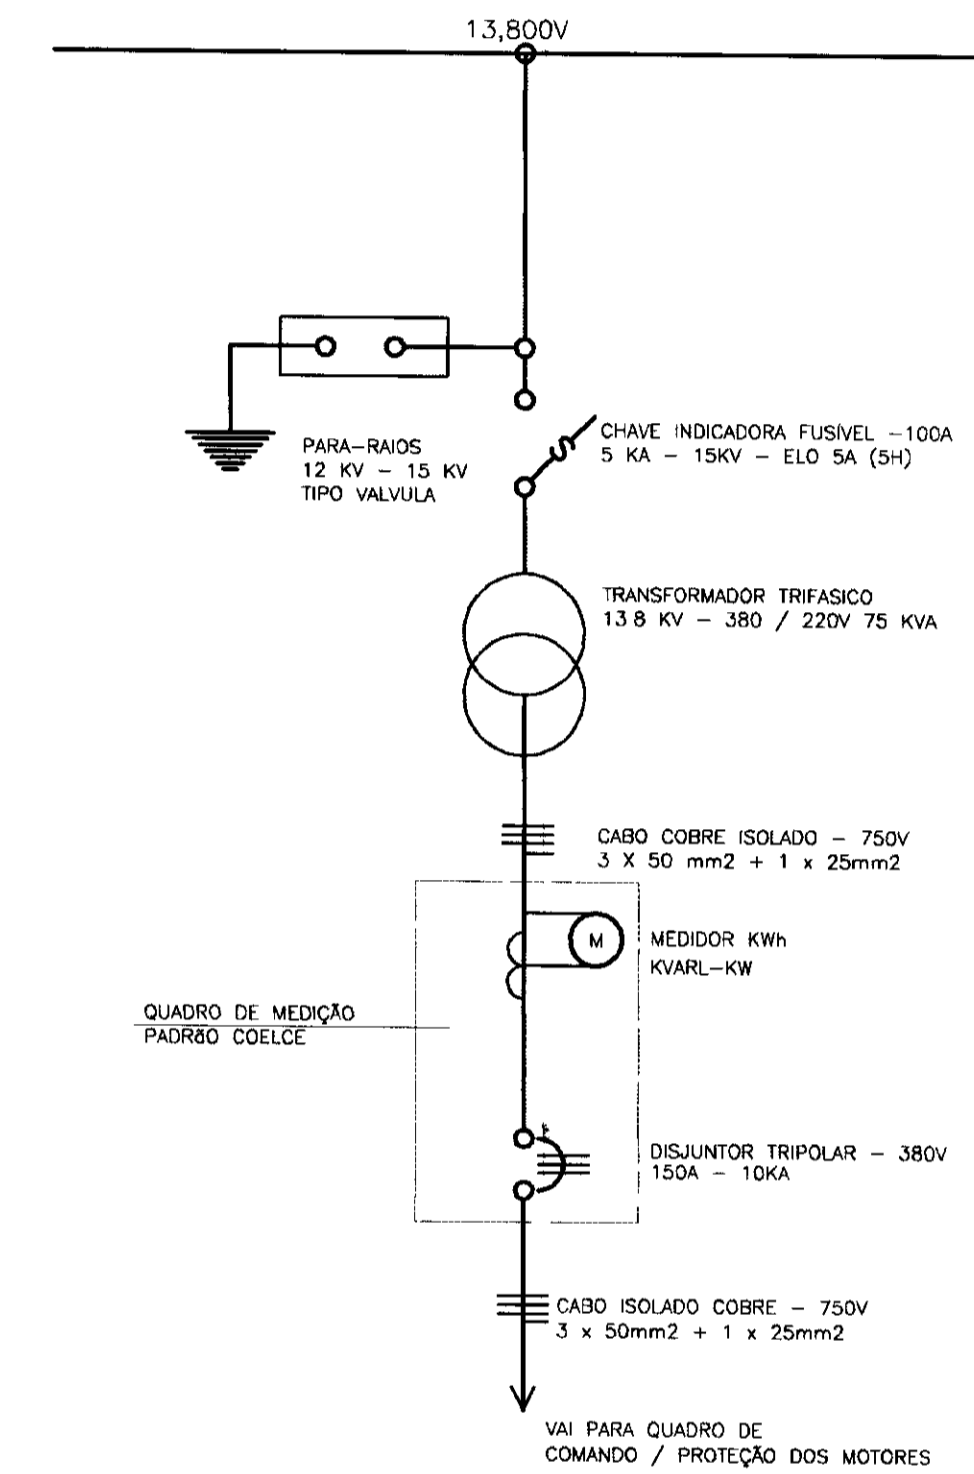 13,800V
CHAVE INDICADORA FUSÍVEL -100A
5 KA - 15KV - ELO 5A (5H)
PARA-RAIOS
12 KV - 15 KV
TIPO VALVULA
TRANSFORMADOR TRIFASICO
13 8 KV - 380 / 220V 75 KVA
CABO COBRE ISOLADO - 750V
3 X 50 mm2 + 1 x 25mm2
M
MEDIDOR KWh
KVARL-KW
QUADRO DE MEDIÇÃO
PADRãO COELCE
DISJUNTOR TRIPOLAR - 380V
150A - 10KA
CABO ISOLADO COBRE - 750V
3 x 50mm2 + 1 x 25mm2
VAI PARA QUADRO DE
COMANDO / PROTEÇÃO DOS MOTORES